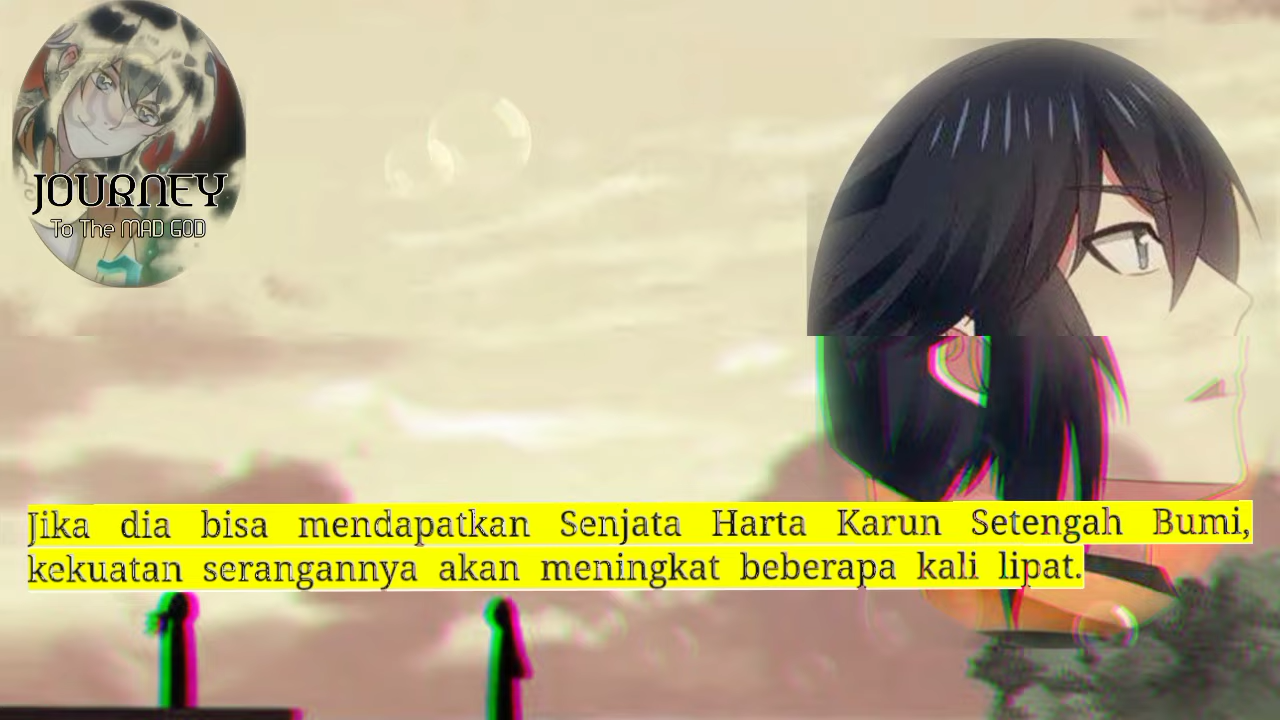 JOURNEY
To The MAD GOD
Jika dia bisa mendapatkan Senjata Harta Karun Setengah Bumi,
kekuatan serangannya akan meningkat beberapa kali lipat.